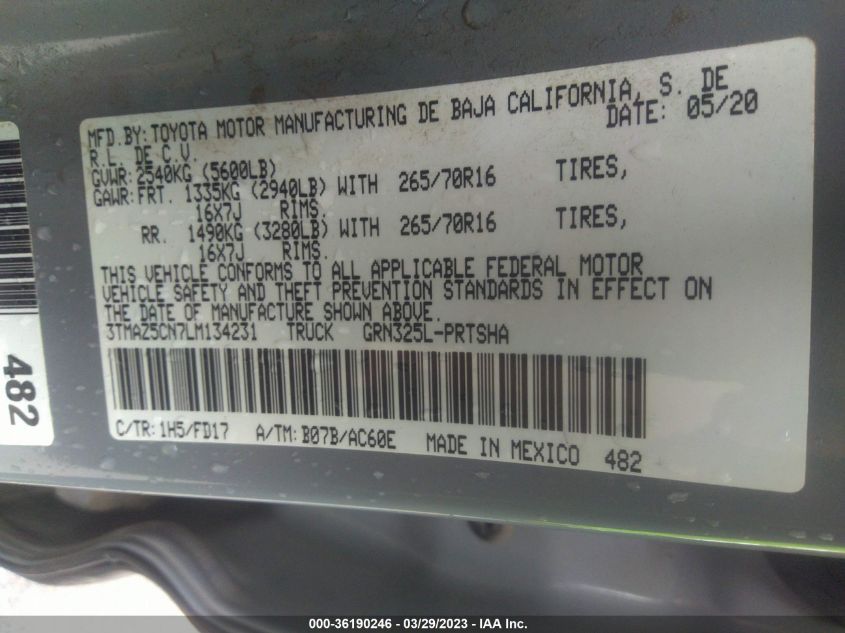 MFD.BY: TOYOTA MOTOR MANUFACTURING DE BAJA CALIFORNIA, S. DE
R.L. DE C.V. DATE: 05/20
GVWR: 2540KG (5600LB)
GAWR: FRT. 1335KG (2940LB) WITH 265/70R16 TIRES,
16X7J RIMS.
RR. 1490KG (3280LB) WITH 265/70R16 TIRES,
16X7J RIMS.
THIS VEHICLE CONFORMS TO ALL APPLICABLE FEDERAL MOTOR
VEHICLE SAFETY AND THEFT PREVENTION STANDARDS IN EFFECT ON
THE DATE OF MANUFACTURE SHOWN ABOVE.
3TMAZ5CN7LM134231 TRUCK GRN325L-PRTSHA
C/TR: 1H5/FD17 A/TM: B07B/AC60E MADE IN MEXICO 482
482
000-36190246 - 03/29/2023 - IAA Inc.